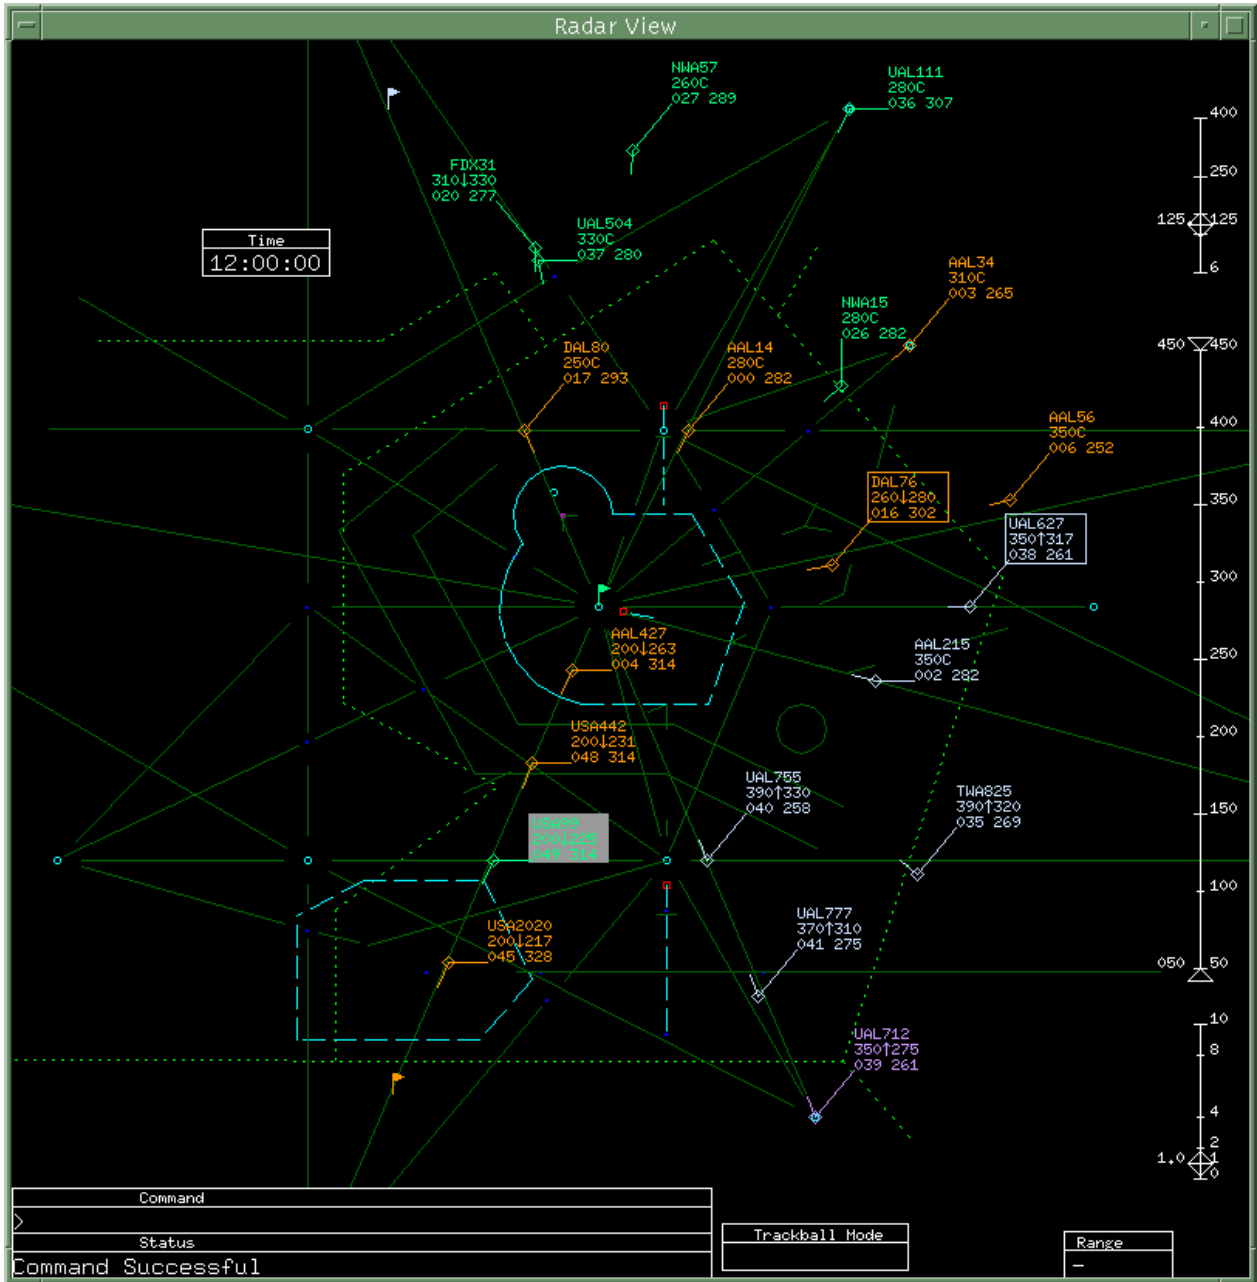 Radar View
NWA57
260C
027 289
UAL111
280C
036 307
FDX31
310↓330
020 277
UAL504
330C
037 280
Time
12:00:00
AAL34
310C
003 265
NWA15
280C
026 282
DAL80
250C
017 293
AAL14
280C
000 282
AAL56
350C
006 252
DAL76
260↓280
016 302
UAL627
350↑317
038 261
AAL427
200↓263
004 314
AAL215
350C
002 282
USA442
200↓231
048 314
UAL755
390↑330
040 258
TWA825
390↑320
035 269
USA99
200↓225
049 314
UAL777
370↑310
041 275
USA2020
200↓217
045 328
UAL712
350↑275
039 261
400
250
125 125
6
450 450
400
350
300
250
200
150
100
050 50
10
8
4
2
1.0 1
0
Command
>
Status
Command Successful
Trackball Mode
Range
–